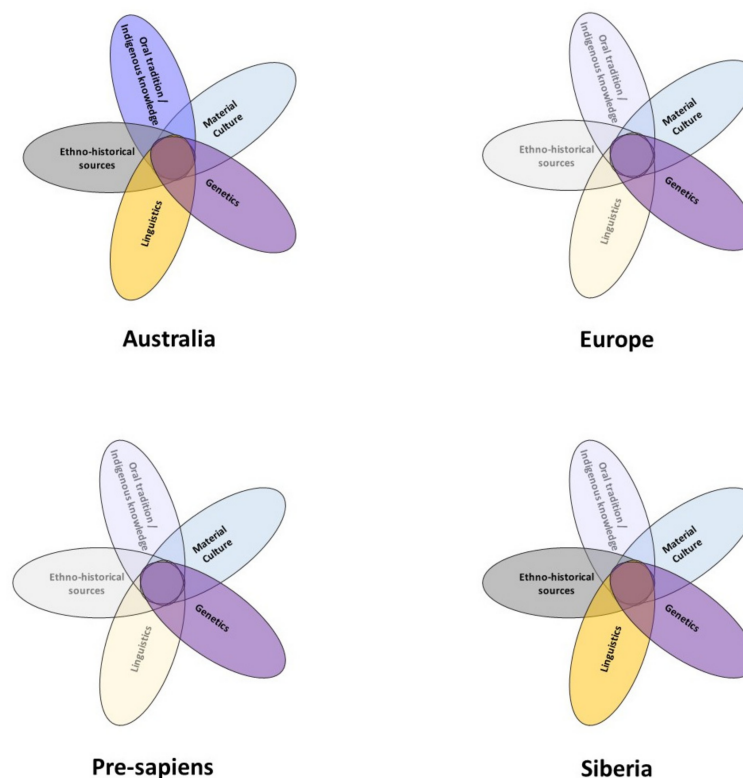 Oral tradition /
Indigenous knowledge
Material
Culture
Ethno-historical
sources
Genetics
Linguistics
Australia
Oral tradition /
Indigenous knowledge
Material
Culture
Ethno-historical
sources
Genetics
Linguistics
Europe
Oral tradition /
Indigenous knowledge
Material
Culture
Ethno-historical
sources
Genetics
Linguistics
Pre-sapiens
Oral tradition /
Indigenous knowledge
Material
Culture
Ethno-historical
sources
Genetics
Linguistics
Siberia